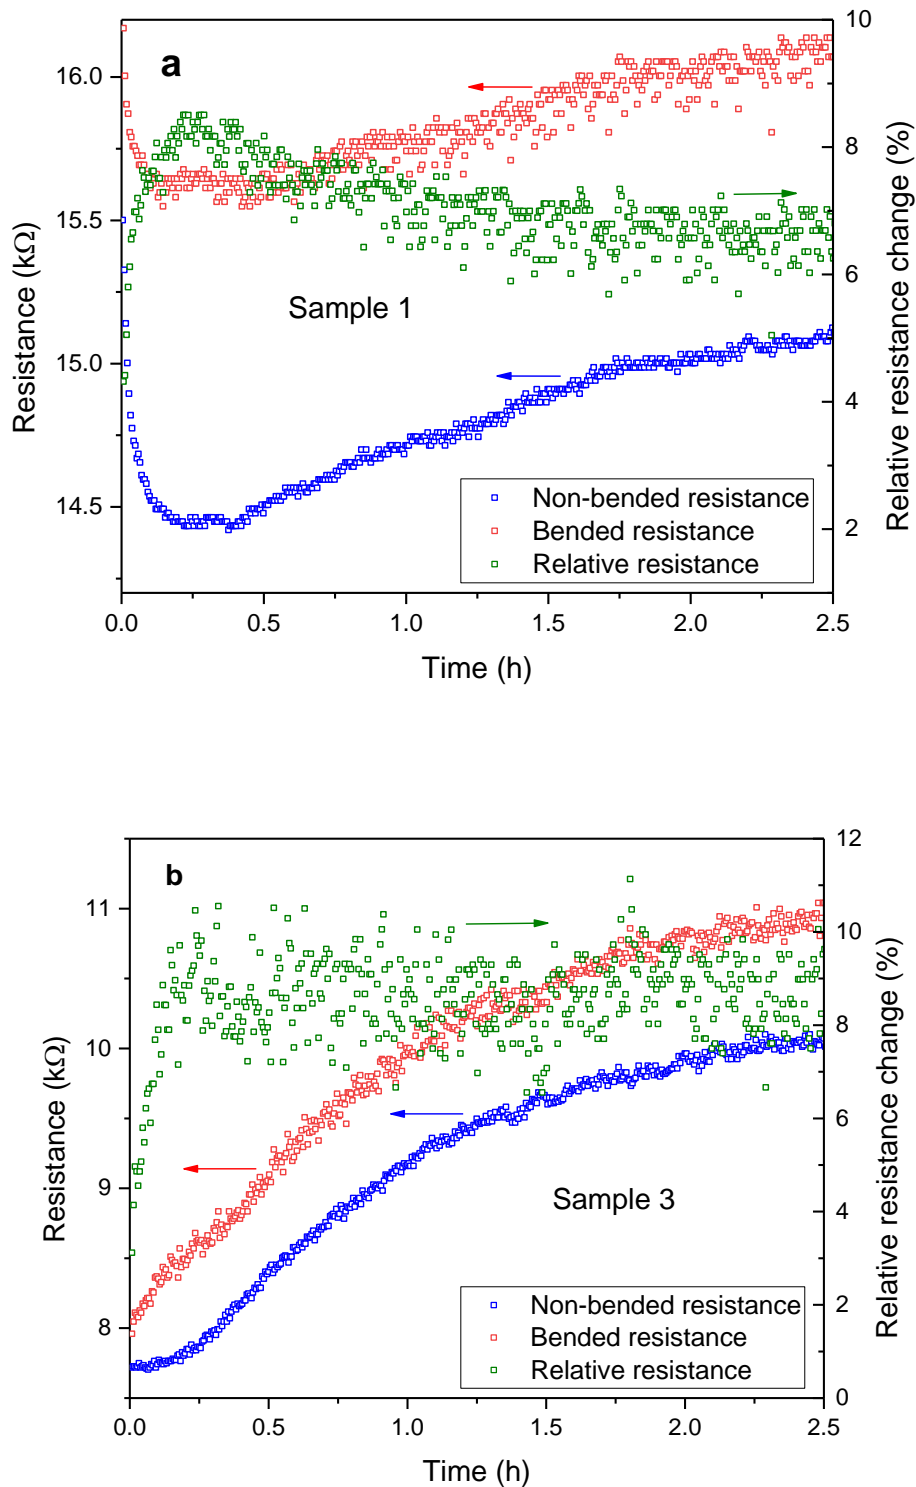 a
Sample 1
Resistance (kΩ)
16.0
15.5
15.0
14.5
Relative resistance change (%)
10
8
6
4
2
Non-bended resistance
Bended resistance
Relative resistance
0.0 0.5 1.0 1.5 2.0 2.5
Time (h)
b
Sample 3
Resistance (kΩ)
11
10
9
8
Relative resistance change (%)
12
10
8
6
4
2
0
Non-bended resistance
Bended resistance
Relative resistance
0.0 0.5 1.0 1.5 2.0 2.5
Time (h)